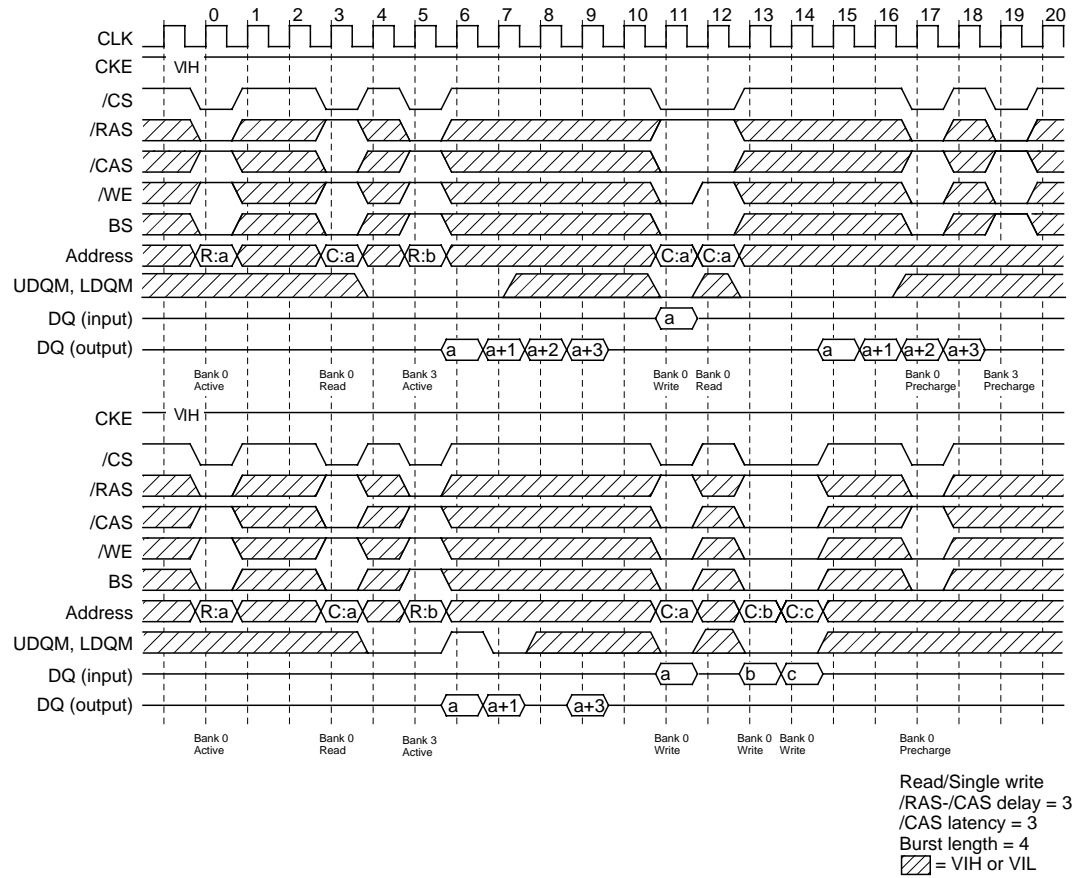 0 1 2 3 4 5 6 7 8 9 10 11 12 13 14 15 16 17 18 19 20
CLK
CKE VIH
/CS
/RAS
/CAS
/WE
BS
Address R:a C:a R:b C:a' C:a
UDQM, LDQM
DQ (input) a
DQ (output) a a+1 a+2 a+3 a a+1 a+2 a+3
Bank 0 Bank 0 Bank 3 Bank 0 Bank 0 Bank 0 Bank 3
Active Read Active Write Read Precharge Precharge
CKE VIH
/CS
/RAS
/CAS
/WE
BS
Address R:a C:a R:b C:a C:b C:c
UDQM, LDQM
DQ (input) a b c
DQ (output) a a+1 a+3
Bank 0 Bank 0 Bank 3 Bank 0 Bank 0 Bank 0 Bank 0
Active Read Active Write Write Write Precharge
Read/Single write
/RAS-/CAS delay = 3
/CAS latency = 3
Burst length = 4
= VIH or VIL